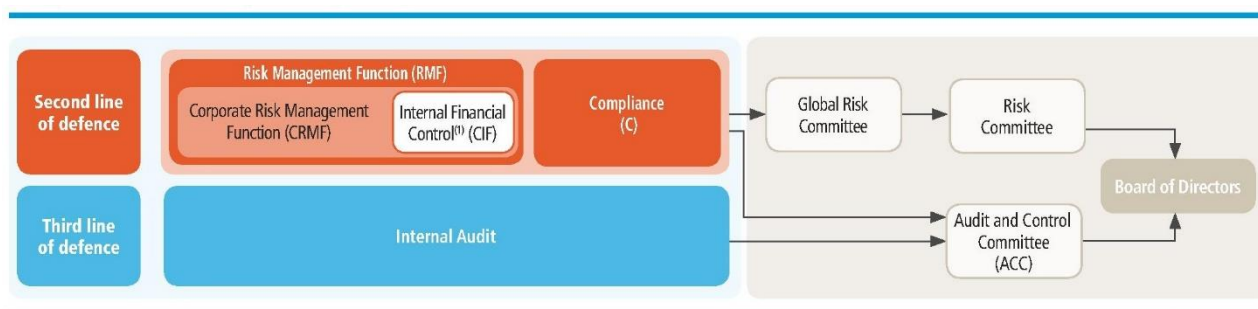 Second line
of defence
Risk Management Function (RMF)
Corporate Risk Management
Function (CRMF)
Internal Financial
Control(1) (CIF)
Compliance
(C)
Global Risk
Committee
Risk
Committee
Board of Directors
Third line
of defence
Internal Audit
Audit and Control
Committee
(ACC)